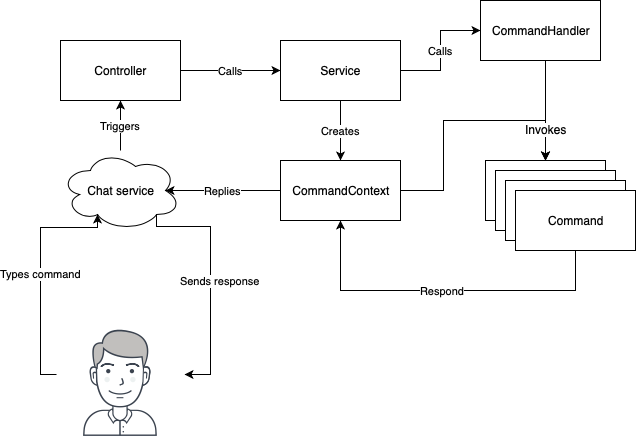 CommandHandler
Calls
Controller
Calls
Service
Triggers
Creates
Invokes
Chat service
Replies
CommandContext
Command
Types command
Sends response
Respond